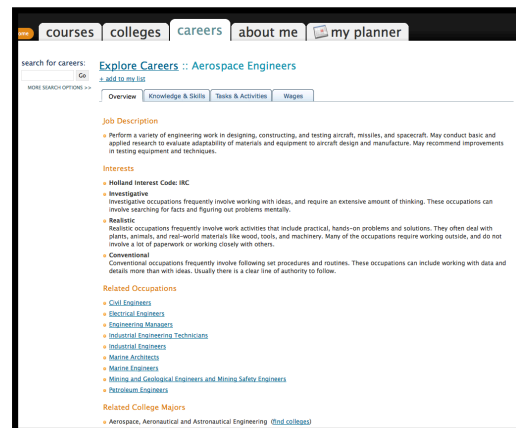 ome courses colleges careers about me my planner
search for careers:
Go
MORE SEARCH OPTIONS >>
Explore Careers :: Aerospace Engineers
+ add to my list
Overview Knowledge & Skills Tasks & Activities Wages
Job Description
Perform a variety of engineering work in designing, constructing, and testing aircraft, missiles, and spacecraft. May conduct basic and
applied research to evaluate adaptability of materials and equipment to aircraft design and manufacture. May recommend improvements
in testing equipment and techniques.
Interests
Holland Interest Code: IRC
Investigative
Investigative occupations frequently involve working with ideas, and require an extensive amount of thinking. These occupations can
involve searching for facts and figuring out problems mentally.
Realistic
Realistic occupations frequently involve work activities that include practical, hands-on problems and solutions. They often deal with
plants, animals, and real-world materials like wood, tools, and machinery. Many of the occupations require working outside, and do not
involve a lot of paperwork or working closely with others.
Conventional
Conventional occupations frequently involve following set procedures and routines. These occupations can include working with data and
details more than with ideas. Usually there is a clear line of authority to follow.
Related Occupations
Civil Engineers
Electrical Engineers
Engineering Managers
Industrial Engineering Technicians
Industrial Engineers
Marine Architects
Marine Engineers
Mining and Geological Engineers and Mining Safety Engineers
Petroleum Engineers
Related College Majors
Aerospace, Aeronautical and Astronautical Engineering (find colleges)